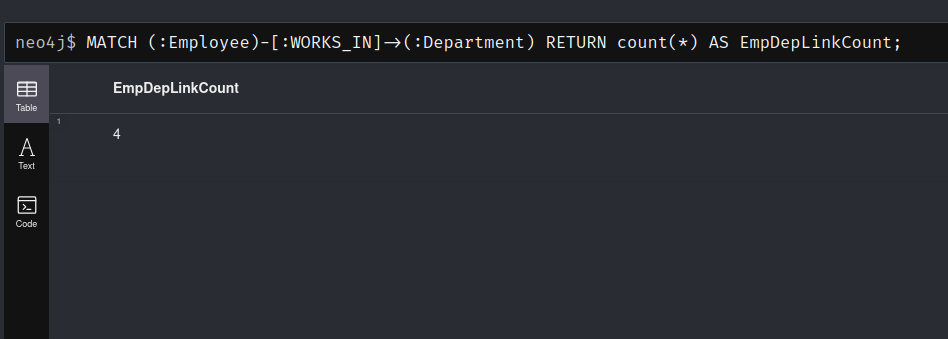 neo4j$ MATCH (:Employee)-[:WORKS_IN]->(:Department) RETURN count(*) AS EmpDepLinkCount;
Table
EmpDepLinkCount
1
4
Text
Code